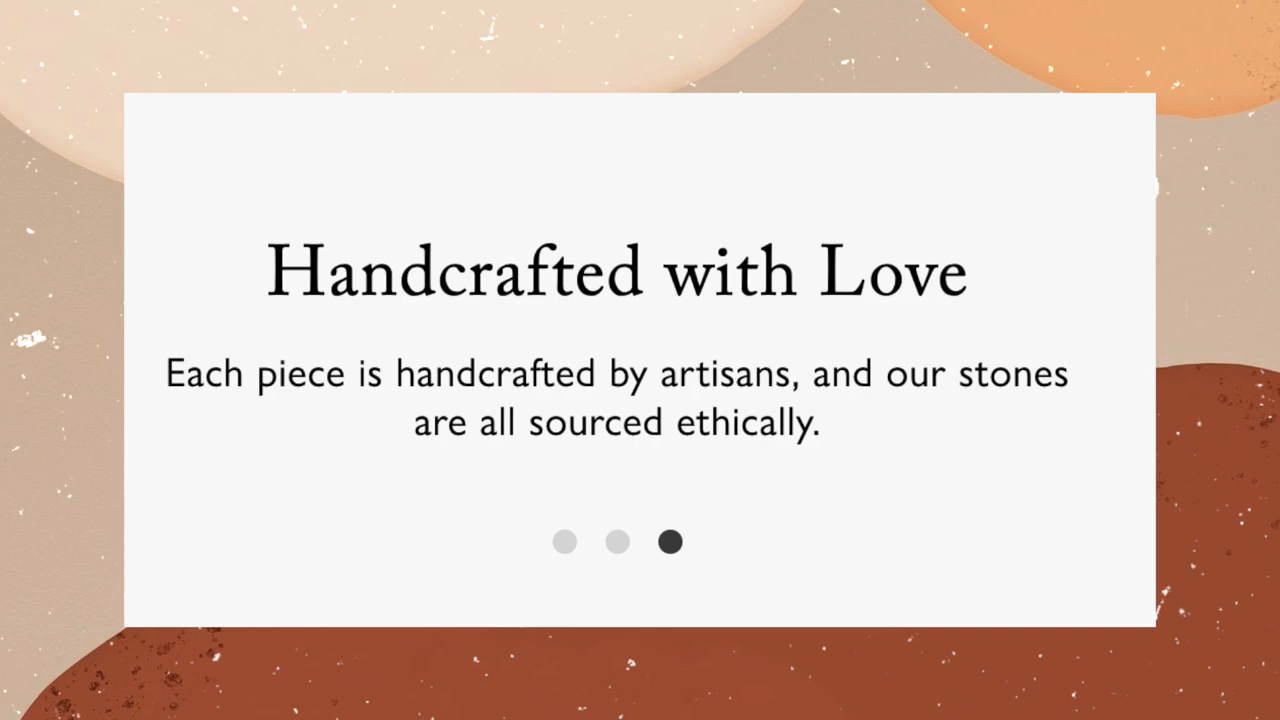 Handcrafted with Love
Each piece is handcrafted by artisans, and our stones
are all sourced ethically.